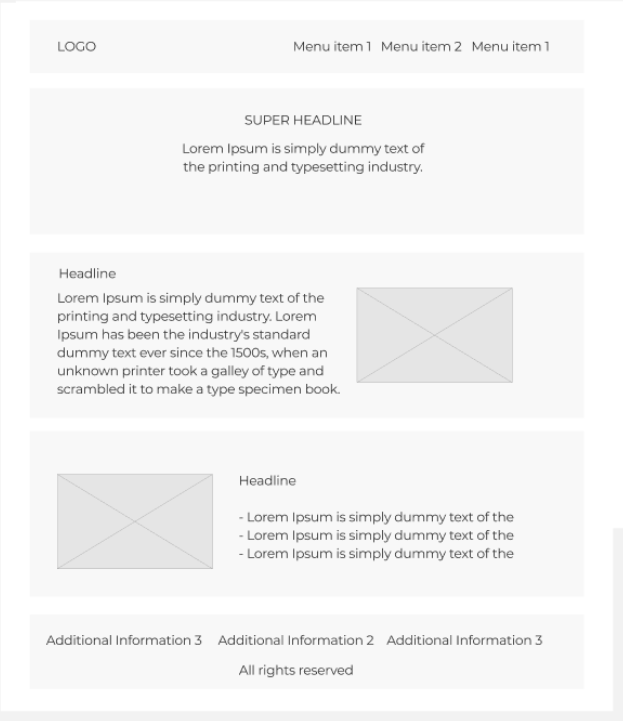 LOGO
Menu item 1 Menu item 2 Menu item 1
SUPER HEADLINE
Lorem Ipsum is simply dummy text of
the printing and typesetting industry.
Headline
Lorem Ipsum is simply dummy text of the
printing and typesetting industry. Lorem
Ipsum has been the industry's standard
dummy text ever since the 1500s, when an
unknown printer took a galley of type and
scrambled it to make a type specimen book.
Headline
- Lorem Ipsum is simply dummy text of the
- Lorem Ipsum is simply dummy text of the
- Lorem Ipsum is simply dummy text of the
Additional Information 3 Additional Information 2 Additional Information 3
All rights reserved